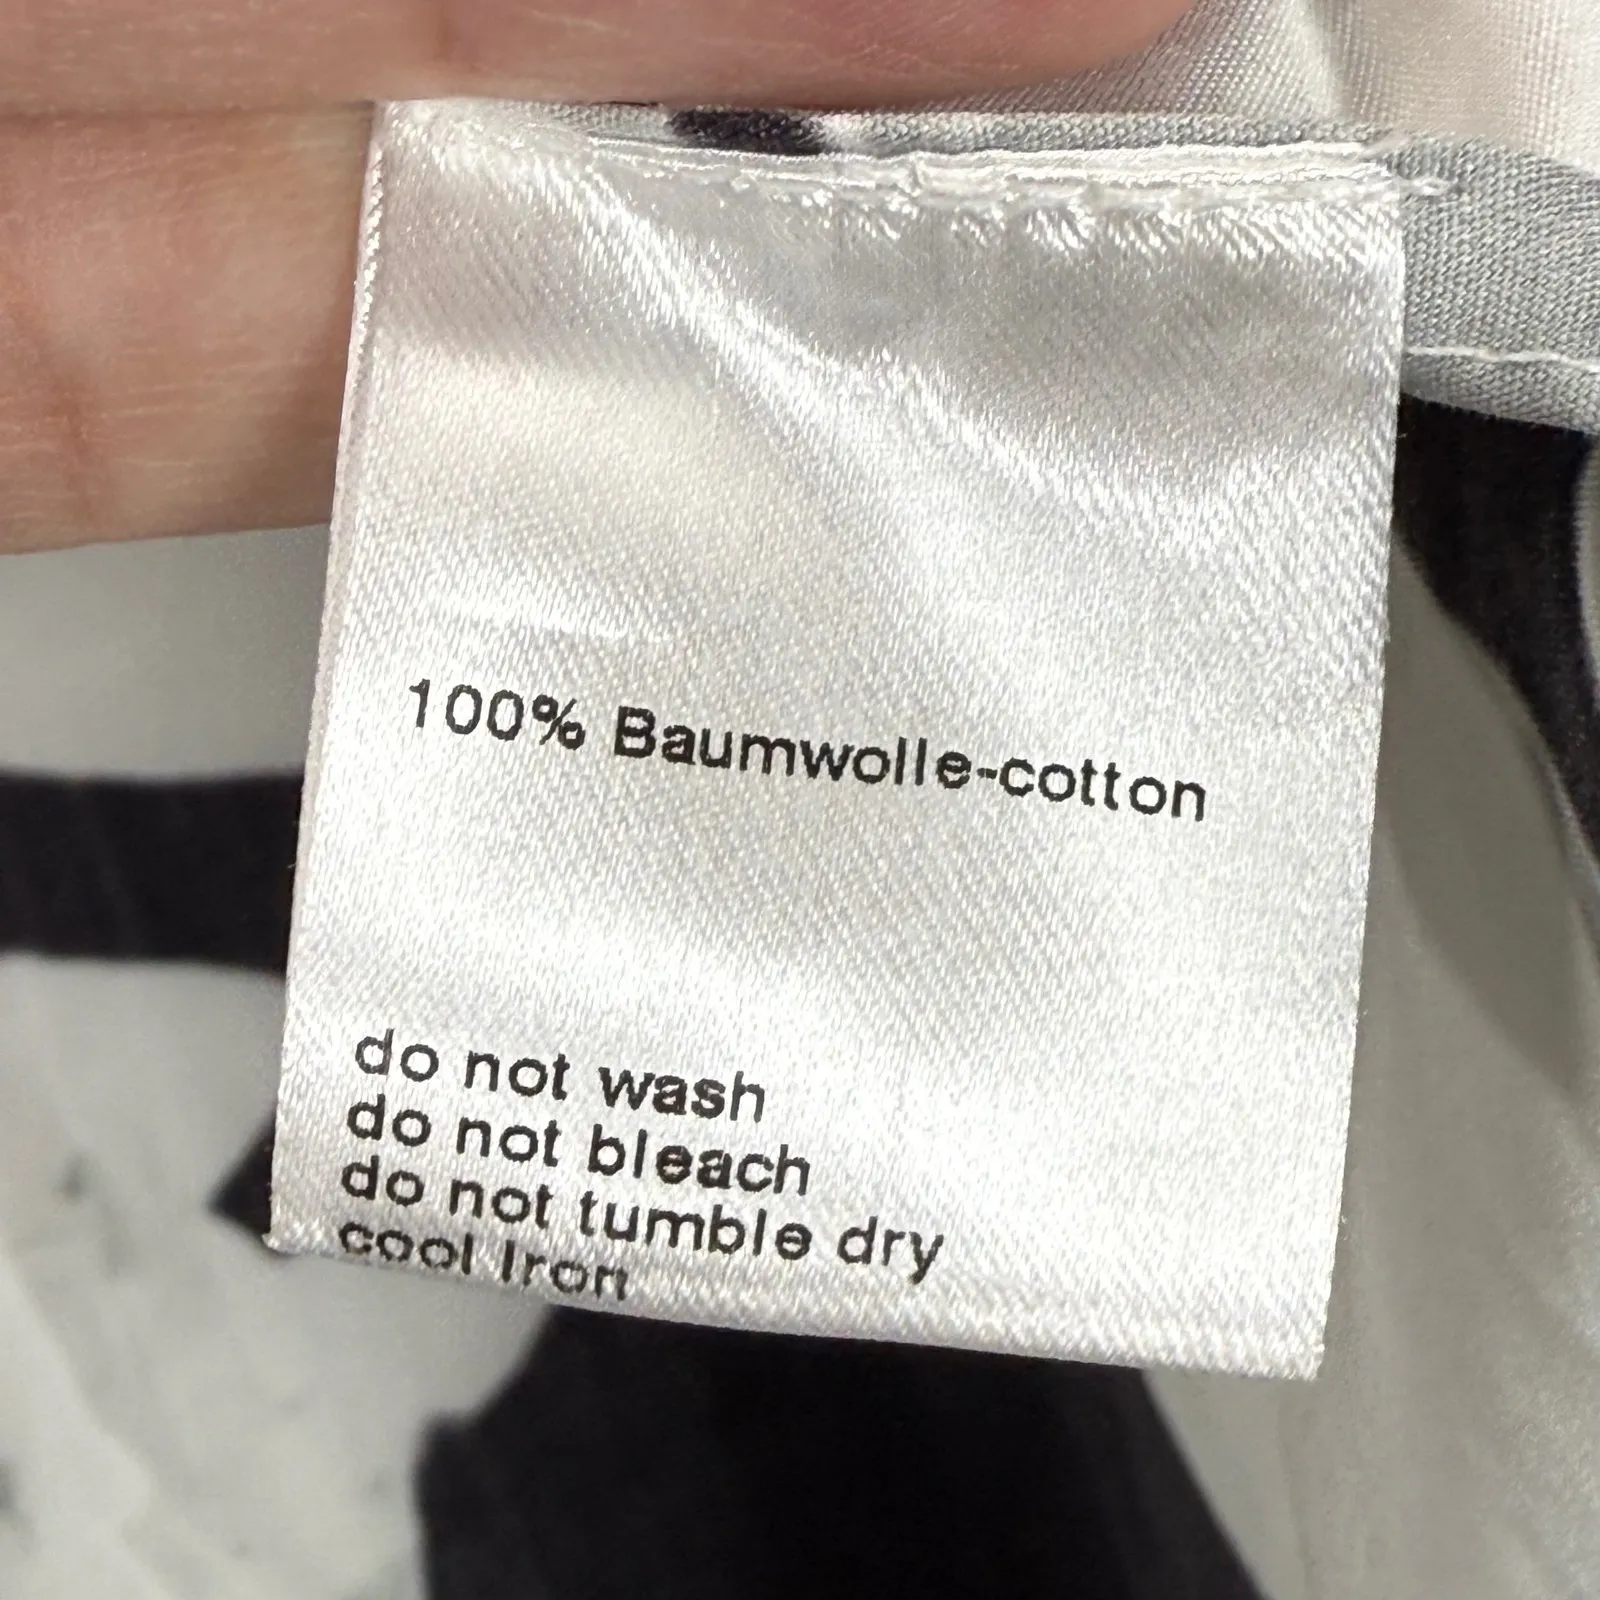 100% Baumwolle-cotton
do not wash
do not bleach
do not tumble dry
cool Iron